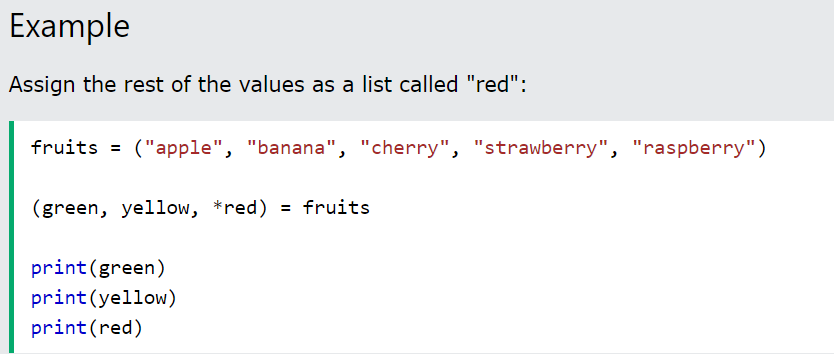 Example
Assign the rest of the values as a list called "red":
fruits = ("apple", "banana", "cherry", "strawberry", "raspberry")
(green, yellow, *red) = fruits
print(green)
print(yellow)
print(red)